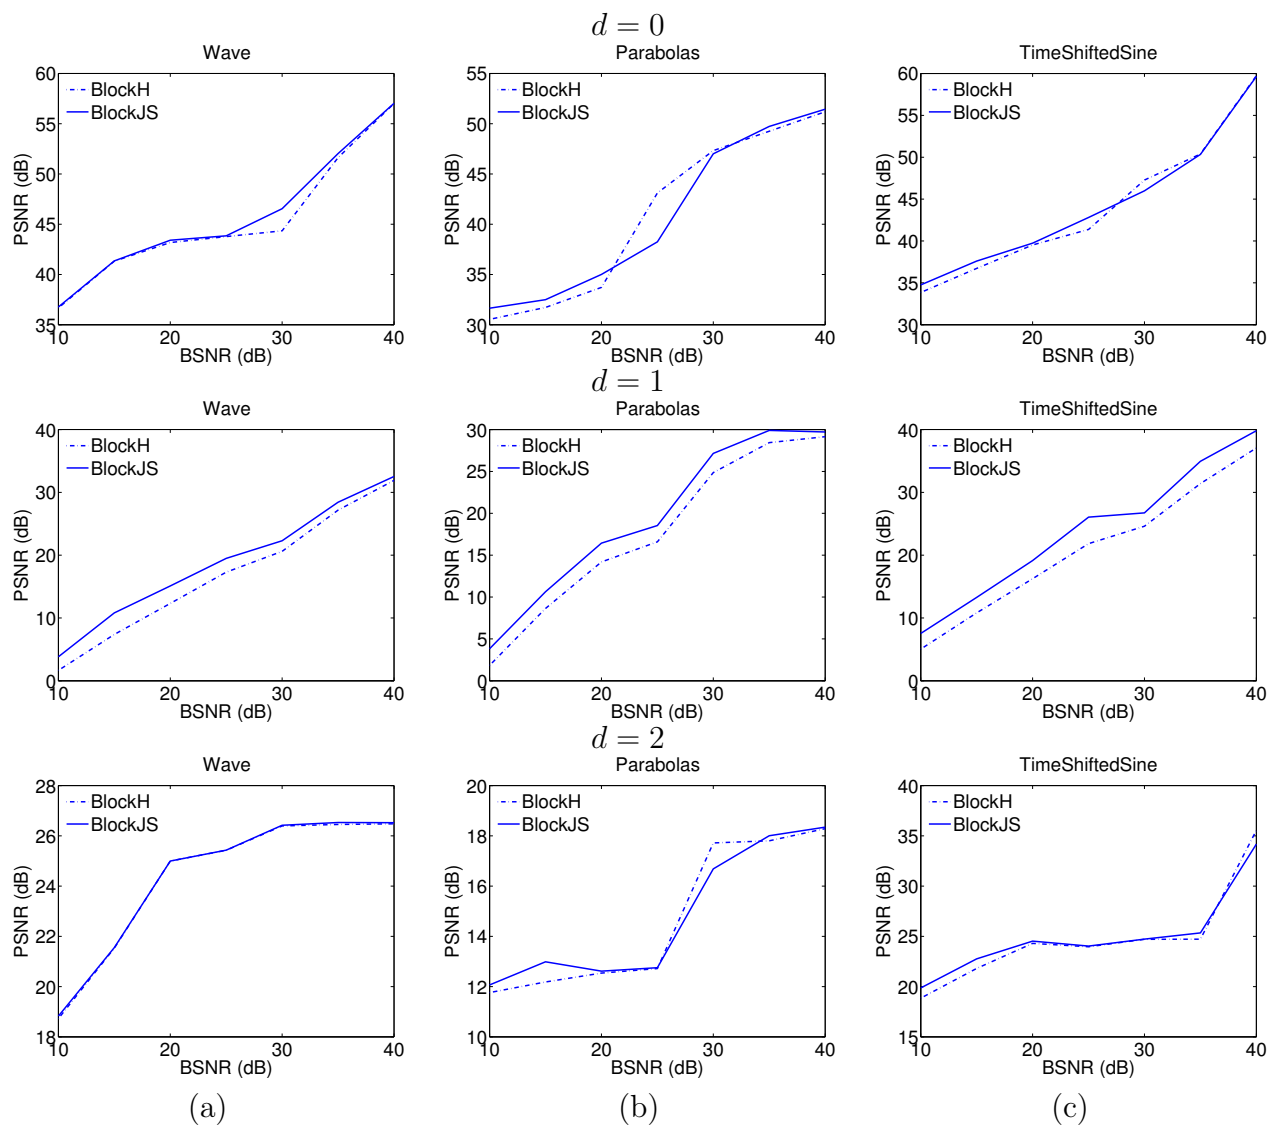 d = 0
Wave
Parabolas
TimeShiftedSine
60
55
50
45
40
35
PSNR (dB)
BlockH
BlockJS
10
20
30
40
BSNR (dB)
55
50
45
40
35
30
PSNR (dB)
BlockH
BlockJS
10
20
30
40
BSNR (dB)
60
55
50
45
40
35
30
PSNR (dB)
BlockH
BlockJS
10
20
30
40
BSNR (dB)
d = 1
Wave
Parabolas
TimeShiftedSine
40
30
20
10
0
PSNR (dB)
BlockH
BlockJS
10
20
30
40
BSNR (dB)
30
25
20
15
10
5
0
PSNR (dB)
BlockH
BlockJS
10
20
30
40
BSNR (dB)
40
30
20
10
0
PSNR (dB)
BlockH
BlockJS
10
20
30
40
BSNR (dB)
d = 2
Wave
Parabolas
TimeShiftedSine
28
26
24
22
20
18
PSNR (dB)
BlockH
BlockJS
10
20
30
40
BSNR (dB)
20
18
16
14
12
10
PSNR (dB)
BlockH
BlockJS
10
20
30
40
BSNR (dB)
40
35
30
25
20
15
PSNR (dB)
BlockH
BlockJS
10
20
30
40
BSNR (dB)
(a)
(b)
(c)